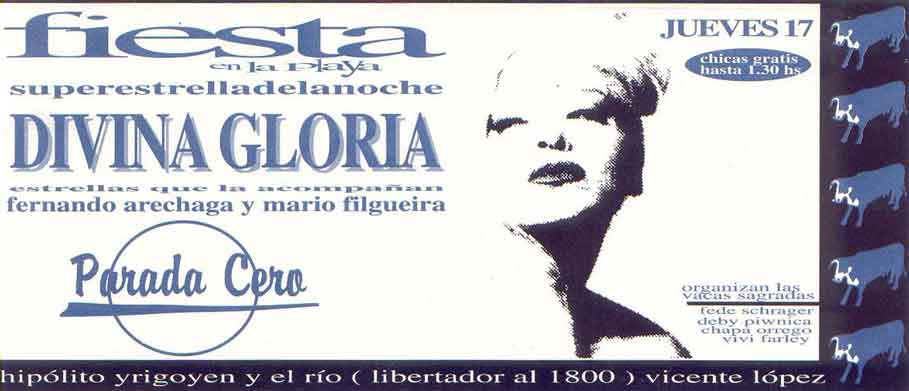 fiesta
en la playa
superestrelladelanoche
DIVINA GLORIA
estrellas que la acompañan
fernando arechaga y mario filgueira
Parada Cero
JUEVES 17
chicas gratis
hasta 1.30 hs
organizan las
vacas sagradas
fede schrager
deby piwnica
chapa orrego
vivi farley
hipólito yrigoyen y el río ( libertador al 1800 ) vicente lópez